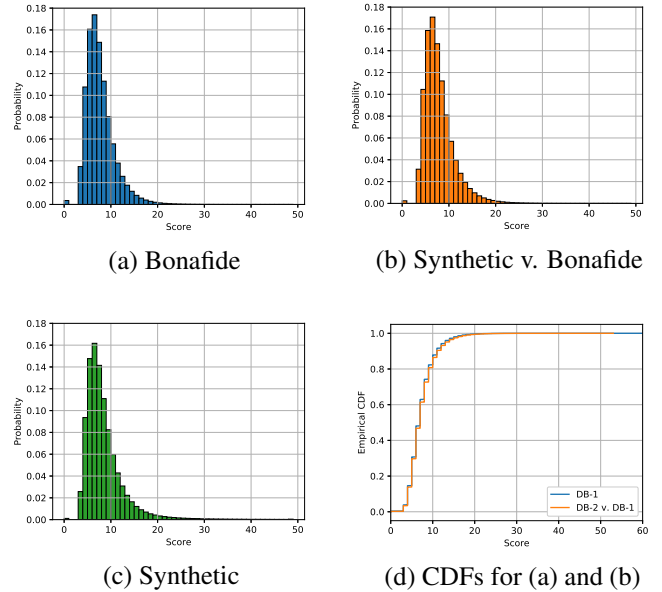 0.18
0.16
0.14
0.12
0.10
0.08
0.06
0.04
0.02
0.00
Probability
0 10 20 30 40 50
Score
(a) Bonafide
0.18
0.16
0.14
0.12
0.10
0.08
0.06
0.04
0.02
0.00
Probability
0 10 20 30 40 50
Score
(b) Synthetic v. Bonafide
0.18
0.16
0.14
0.12
0.10
0.08
0.06
0.04
0.02
0.00
Probability
0 10 20 30 40 50
Score
(c) Synthetic
1.0
0.8
0.6
0.4
0.2
0.0
Empirical CDF
DB-1
DB-2 v. DB-1
0 10 20 30 40 50 60
Score
(d) CDFs for (a) and (b)